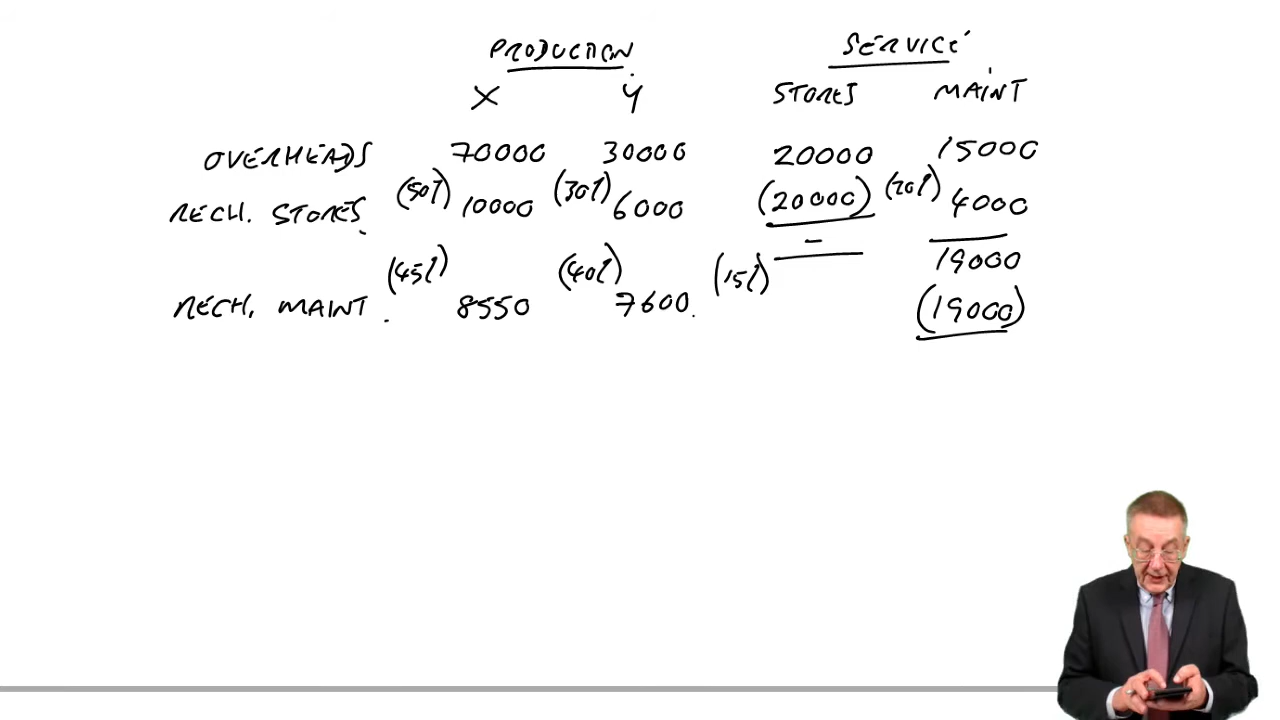 PRODUCTION SERVICE
X Y STORES MAINT
OVERHEADS 70000 30000 20000 15000
RECH. STORES (50%) 10000 (30%) 6000 (20000) (20%) 4000
- 19000
RECH. MAINT (45%) 8550 (40%) 7600 (15%) (19000)